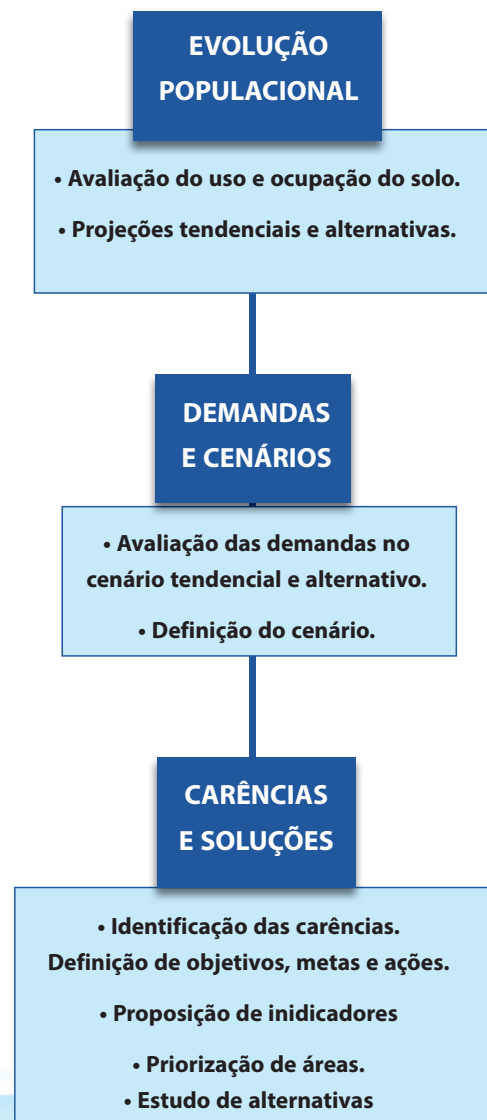 EVOLUÇÃO
POPULACIONAL
• Avaliação do uso e ocupação do solo.
• Projeções tendenciais e alternativas.
DEMANDAS
E CENÁRIOS
• Avaliação das demandas no
cenário tendencial e alternativo.
• Definição do cenário.
CARÊNCIAS
E SOLUÇÕES
• Identificação das carências.
Definição de objetivos, metas e ações.
• Proposição de inidicadores
• Priorização de áreas.
• Estudo de alternativas